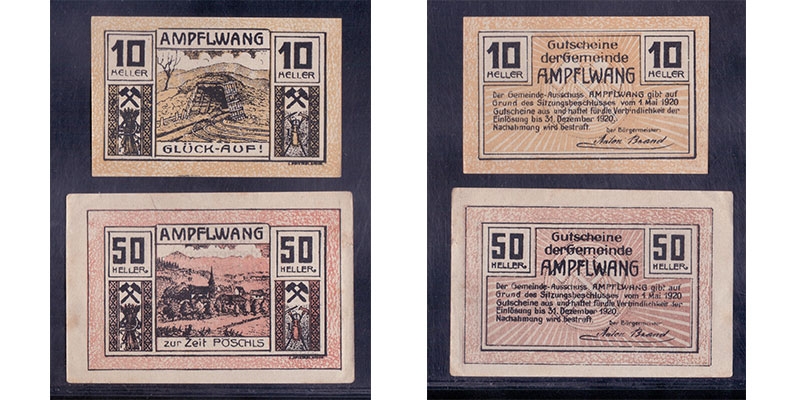 10 HELLER
AMPFLWANG
10 HELLER
GLÜCK-AUF!
50 HELLER
AMPFLWANG
50 HELLER
zur Zeit PÖSCHLS
10 HELLER
Gutscheine
der Gemeinde
AMPFLWANG
10 HELLER
Der Gemeinde-Ausschuss AMPFLWANG gibt auf
Grund des Sitzungsbeschlusses vom 1. Mai 1920
Gutscheine aus und haftet für die Verbindlichkeit der
Einlösung bis 31. Dezember 1920.
Nachahmung wird bestraft.
der Bürgermeister:
Anton Brand
50 HELLER
Gutscheine
der Gemeinde
AMPFLWANG
50 HELLER
Der Gemeinde-Ausschuss AMPFLWANG gibt auf
Grund des Sitzungsbeschlusses vom 1. Mai 1920
Gutscheine aus und haftet für die Verbindlichkeit der
Einlösung bis 31. Dezember 1920.
Nachahmung wird bestraft.
der Bürgermeister:
Anton Brand